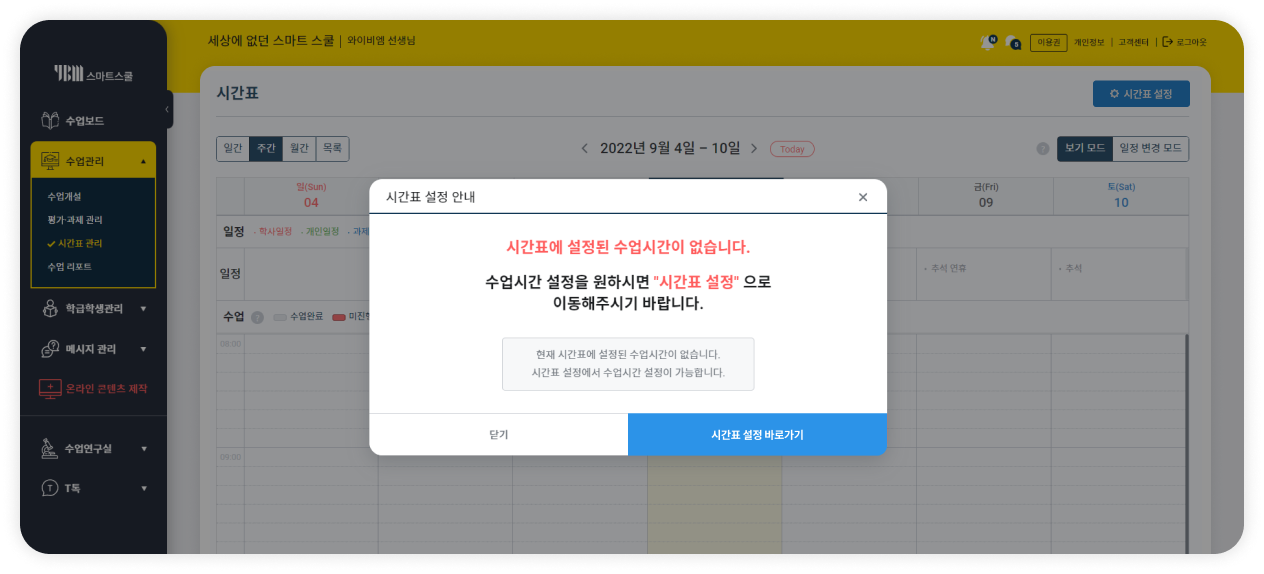 세상에 없던 스마트 스쿨 | 와이비엠 선생님
N
5
이용권
개인정보 | 고객센터 | 로그아웃
YBM 스마트스쿨
수업보드
수업관리
수업개설
평가·과제 관리
시간표 관리
수업 리포트
학급학생관리
메시지 관리
온라인 콘텐츠 제작
수업연구실
T톡
시간표
시간표 설정
일간 주간 월간 목록
2022년 9월 4일 – 10일
Today
? 보기 모드 일정 변경 모드
일(Sun) 금(Fri) 토(Sat)
04 09 10
일정 · 학사일정 · 개인일정 · 과제
일정 · 추석 연휴 · 추석
수업 ? 수업완료 미진행
08:00
09:00
시간표 설정 안내
시간표에 설정된 수업시간이 없습니다.
수업시간 설정을 원하시면 "시간표 설정" 으로
이동해주시기 바랍니다.
현재 시간표에 설정된 수업시간이 없습니다.
시간표 설정에서 수업시간 설정이 가능합니다.
닫기
시간표 설정 바로가기